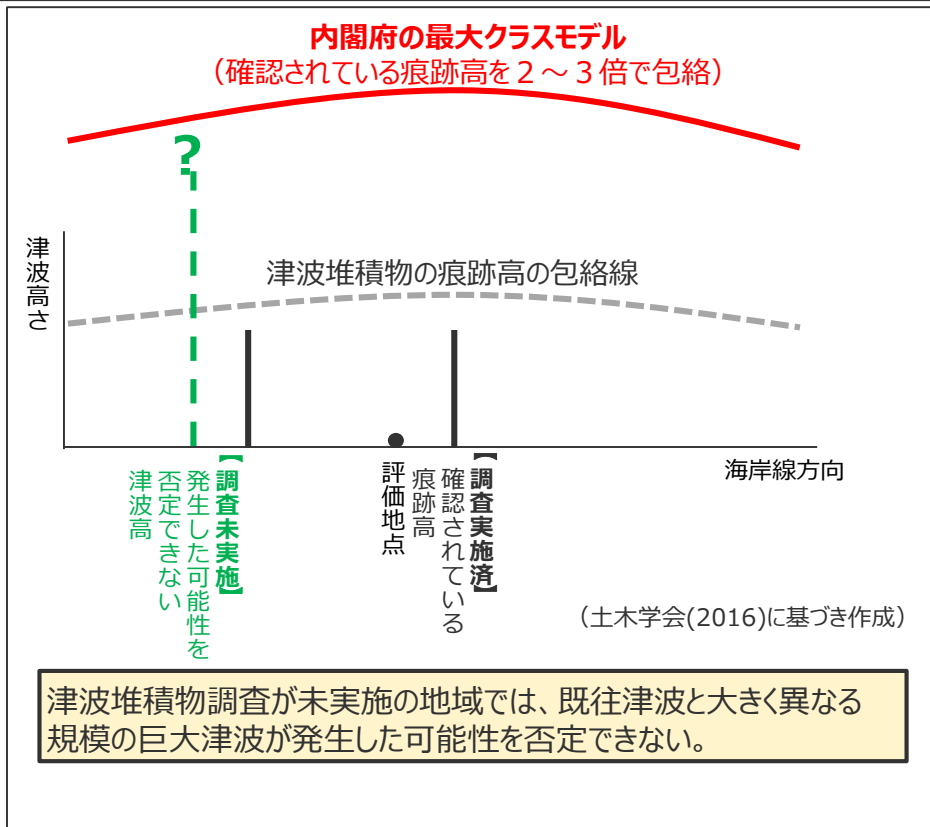 内閣府の最大クラスモデル
（確認されている痕跡高を２～３倍で包絡）
?
津波高さ
津波堆積物の痕跡高の包絡線
海岸線方向
【調査未実施】
発生した可能性を
否定できない
津波高
評価地点
【調査実施済】
確認されている
痕跡高
（土木学会(2016)に基づき作成）
津波堆積物調査が未実施の地域では、既往津波と大きく異なる
規模の巨大津波が発生した可能性を否定できない。